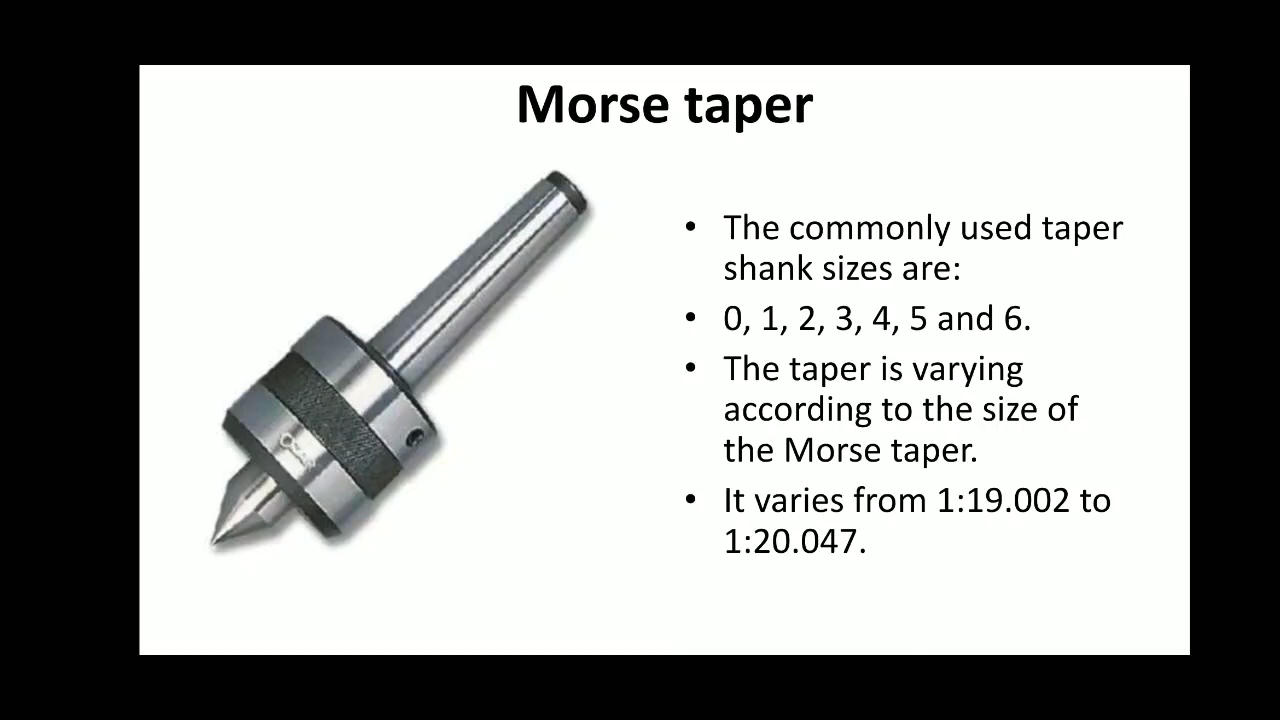 Morse taper
• The commonly used taper
shank sizes are:
• 0, 1, 2, 3, 4, 5 and 6.
• The taper is varying
according to the size of
the Morse taper.
• It varies from 1:19.002 to
1:20.047.